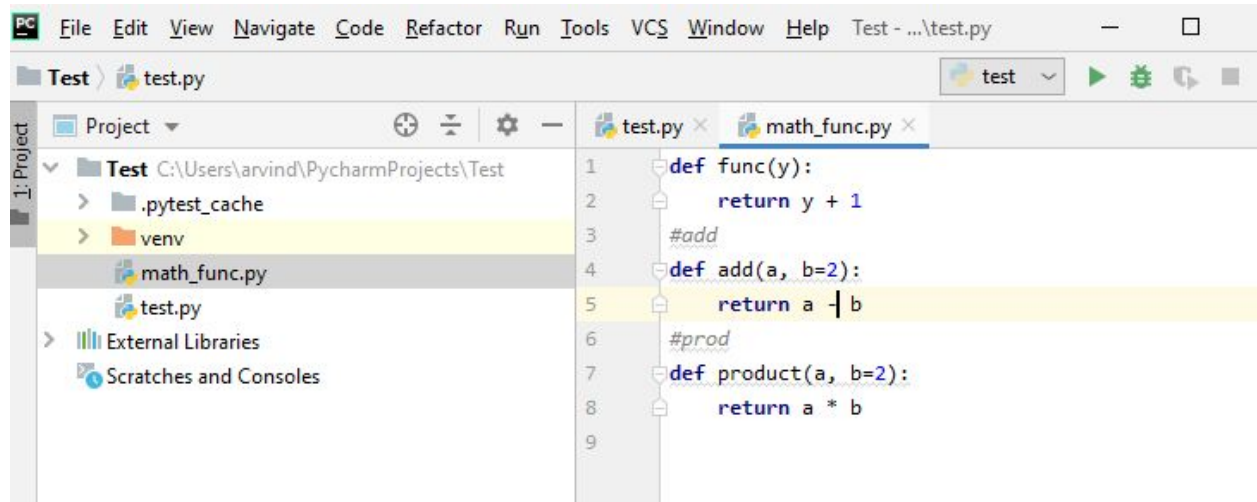 PC File Edit View Navigate Code Refactor Run Tools VCS Window Help Test - ...\test.py
Test test.py test
1: Project
Project
Test C:\Users\arvind\PycharmProjects\Test
.pytest_cache
venv
math_func.py
test.py
External Libraries
Scratches and Consoles
test.py math_func.py
1 def func(y):
2 return y + 1
3 #add
4 def add(a, b=2):
5 return a - b
6 #prod
7 def product(a, b=2):
8 return a * b
9